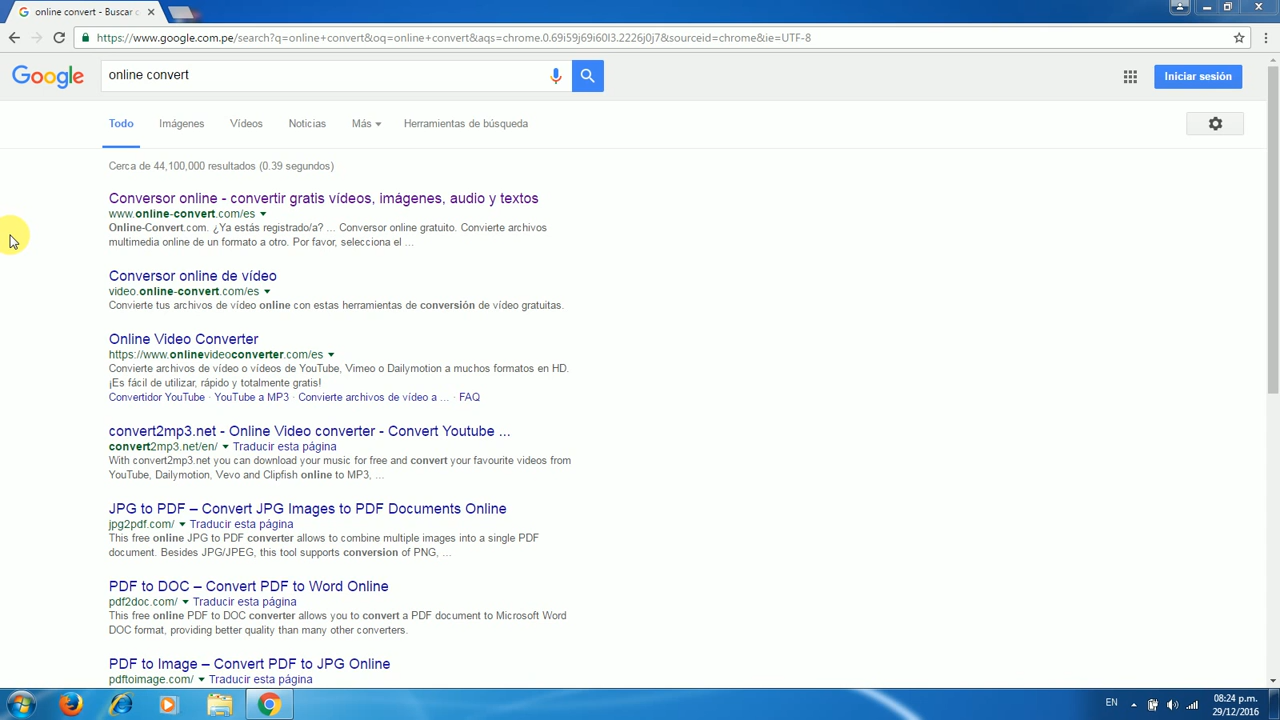 online convert - Buscar c
https://www.google.com.pe/search?q=online+convert&oq=online+convert&aqs=chrome.0.69i59j69i60l3.2226j0j7&sourceid=chrome&ie=UTF-8
Google
online convert
Iniciar sesión
Todo Imágenes Vídeos Noticias Más Herramientas de búsqueda
Cerca de 44,100,000 resultados (0.39 segundos)
Conversor online - convertir gratis vídeos, imágenes, audio y textos
www.online-convert.com/es
Online-Convert.com. ¿Ya estás registrado/a? ... Conversor online gratuito. Convierte archivos
multimedia online de un formato a otro. Por favor, selecciona el ...
Conversor online de vídeo
video.online-convert.com/es
Convierte tus archivos de vídeo online con estas herramientas de conversión de vídeo gratuitas.
Online Video Converter
https://www.onlinevideoconverter.com/es
Convierte archivos de vídeo o vídeos de YouTube, Vimeo o Dailymotion a muchos formatos en HD.
¡Es fácil de utilizar, rápido y totalmente gratis!
Convertidor YouTube · YouTube a MP3 · Convierte archivos de vídeo a ... · FAQ
convert2mp3.net - Online Video converter - Convert Youtube ...
convert2mp3.net/en/ Traducir esta página
With convert2mp3.net you can download your music for free and convert your favourite videos from
YouTube, Dailymotion, Vevo and Clipfish online to MP3, ...
JPG to PDF – Convert JPG Images to PDF Documents Online
jpg2pdf.com/ Traducir esta página
This free online JPG to PDF converter allows to combine multiple images into a single PDF
document. Besides JPG/JPEG, this tool supports conversion of PNG, ...
PDF to DOC – Convert PDF to Word Online
pdf2doc.com/ Traducir esta página
This free online PDF to DOC converter allows you to convert a PDF document to Microsoft Word
DOC format, providing better quality than many other converters.
PDF to Image – Convert PDF to JPG Online
pdftoimage.com/ Traducir esta página
EN
08:24 p.m.
29/12/2016